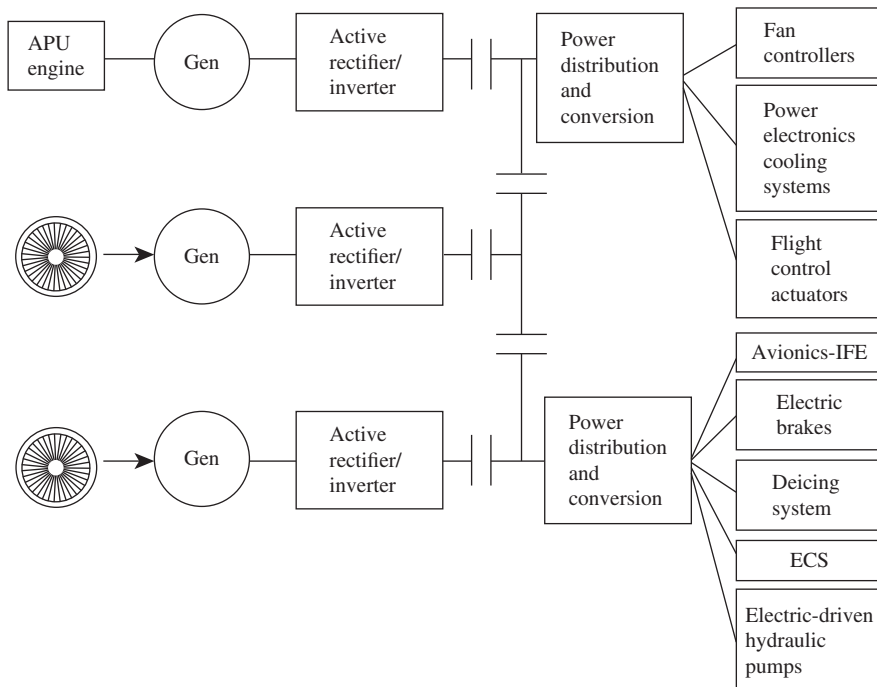 APU
engine
Gen
Active
rectifier/
inverter
Power
distribution
and
conversion
Fan
controllers
Power
electronics
cooling
systems
Flight
control
actuators
Gen
Active
rectifier/
inverter
Gen
Active
rectifier/
inverter
Power
distribution
and
conversion
Avionics-IFE
Electric
brakes
Deicing
system
ECS
Electric-driven
hydraulic
pumps